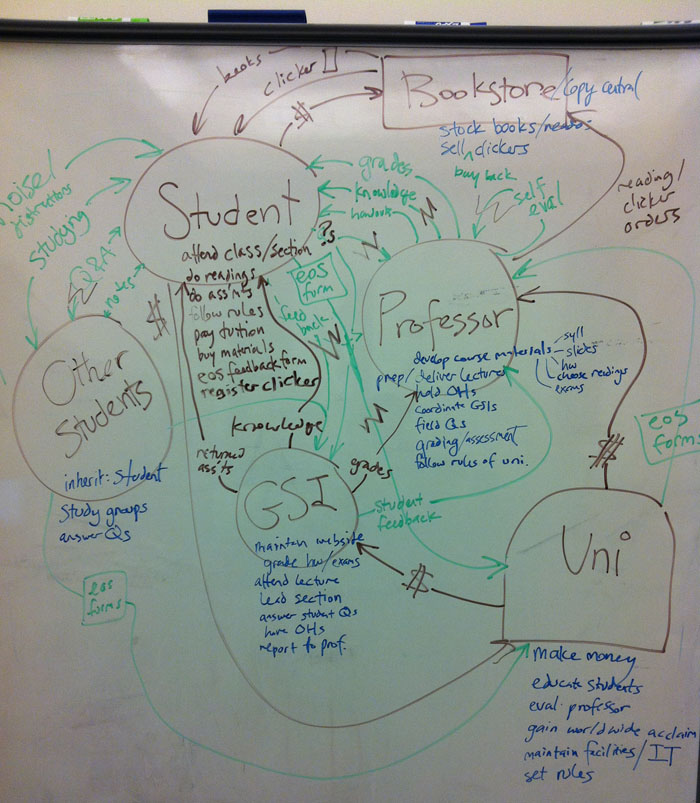 books
clicker
$
Bookstore/copy central
stock books/readers
sell clickers
buy back
noise/
distractions
studying
Q&A
notes
Student
attend class/section
do readings
do assmts
follow rules
pay tuition
buy materials
eos feedback form
register clicker
?s
eos
form
feed
back
grades
knowledge
handouts
self
eval
reading/
clicker
orders
Professor
develop course materials
syll
slides
hw
choose readings
exams
prep/deliver lectures
hold OHs
coordinate GSIs
field Qs
grading/assessment
follow rules of uni.
$
Other
Students
inherit: Student
Study groups
answer Qs
knowledge
returned
assmts
grades
GSI
maintain website
grade hw/exams
attend lecture
lead section
answer student Qs
have OHs
report to prof.
student
feedback
eos
forms
$
$
eos
forms
Uni
make money
educate students
eval professor
gain worldwide acclaim
maintain facilities/IT
set rules